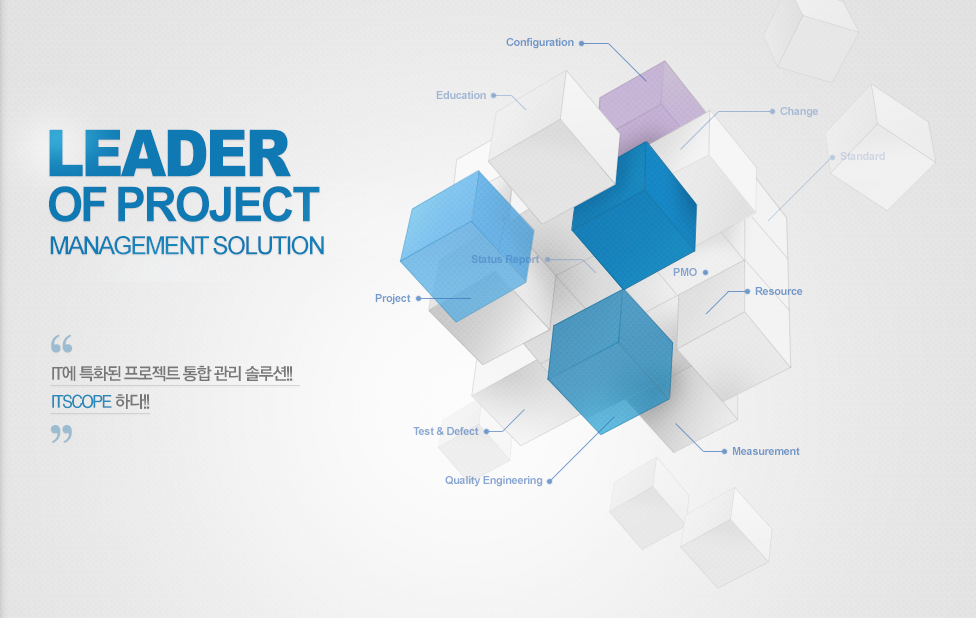 LEADER
OF PROJECT
MANAGEMENT SOLUTION
“
IT에 특화된 프로젝트 통합 관리 솔루션!!
ITSCOPE 하다!!
”
Configuration
Education
Change
Standard
Status Report
PMO
Project
Resource
Test & Defect
Measurement
Quality Engineering